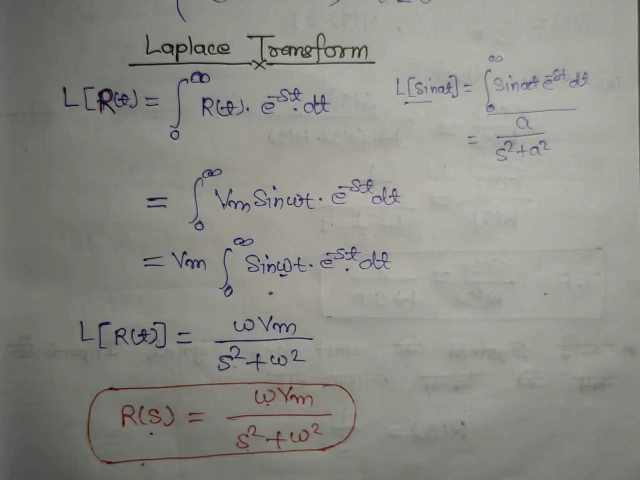 Laplace Transform
L[R(t)] = ∫₀^∞ R(t). e^-st dt
L[Sinat] = ∫₀^∞ Sinat e^-st dt
= a / s²+a²
= ∫₀^∞ Vm Sinωt. e^-st dt
= Vm ∫₀^∞ Sinωt. e^-st dt
L[R(t)] = ωVm / s²+ω²
R(S) = ωVm / s²+ω²